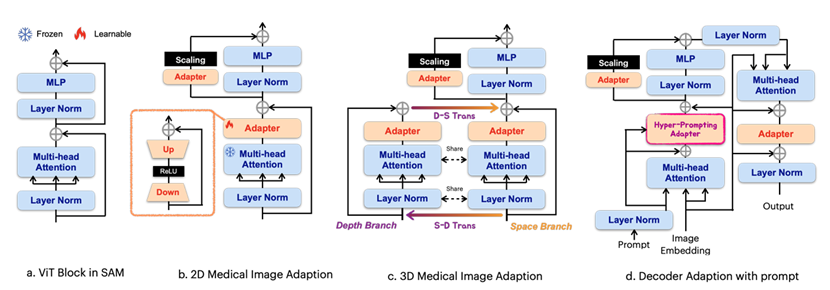 Frozen
Learnable
MLP
Layer Norm
Multi-head
Attention
Layer Norm
a. ViT Block in SAM
Scaling
Adapter
MLP
Layer Norm
Adapter
Up
ReLU
Down
Multi-head
Attention
Layer Norm
b. 2D Medical Image Adaption
Scaling
Adapter
MLP
Layer Norm
D-S Trans
Adapter
Adapter
Multi-head
Attention
Share
Multi-head
Attention
Layer Norm
Share
Layer Norm
Depth Branch
S-D Trans
Space Branch
c. 3D Medical Image Adaption
Layer Norm
Scaling
Adapter
MLP
Layer Norm
Multi-head
Attention
Hyper-Prompting
Adapter
Adapter
Multi-head
Attention
Layer Norm
Layer Norm
Output
Prompt
Image
Embedding
d. Decoder Adaption with prompt